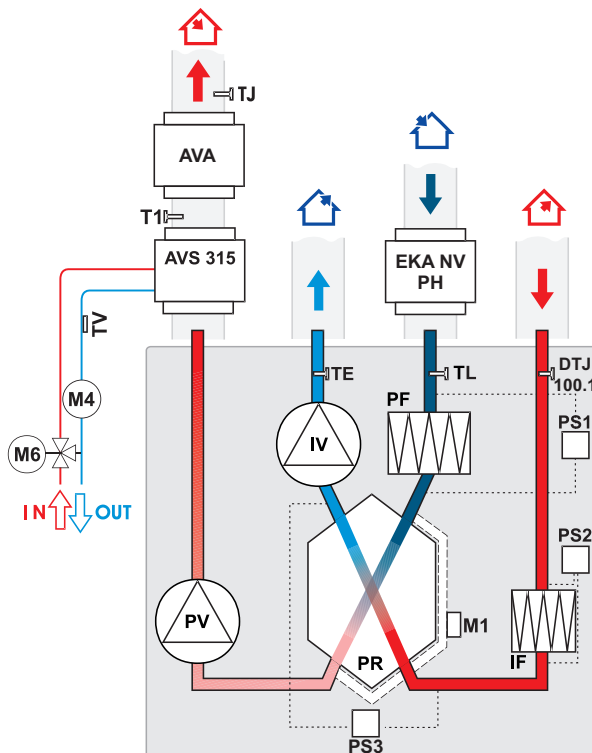 TJ
AVA
T1
AVS 315
EKA NV
PH
TV
TE
TL
DTJ
100.1
M4
PF
PS1
M6
IV
IN
OUT
PS2
PV
M1
PR
IF
PS3